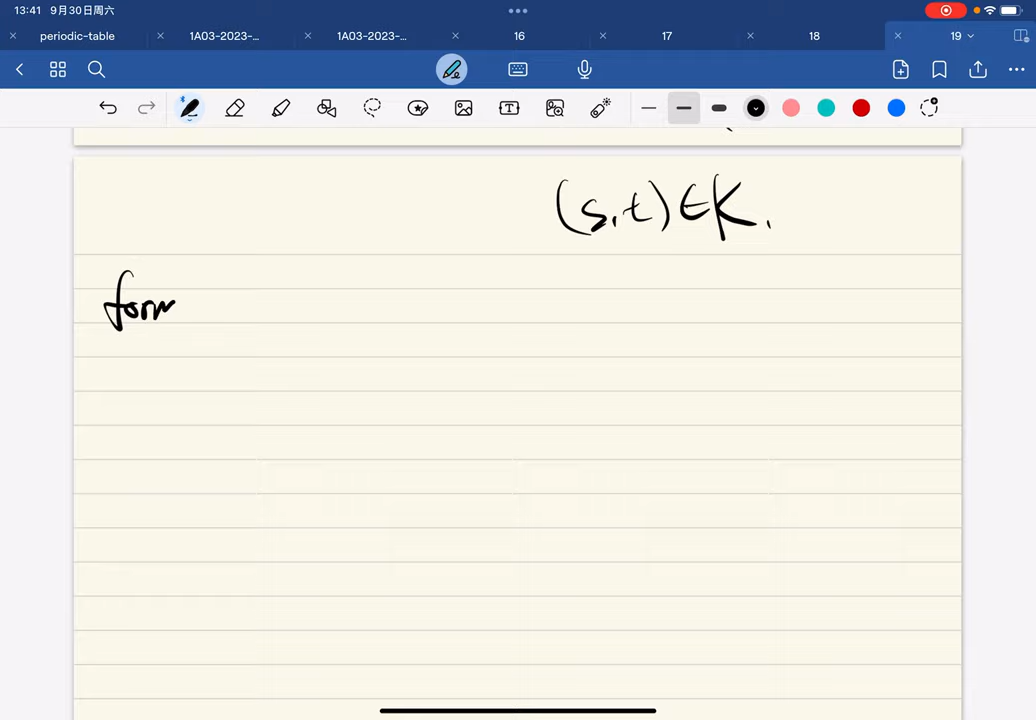 13:41 9月30日周六
periodic-table 1A03-2023-... 1A03-2023-... 16 17 18 19
(s,t)∈K.
form